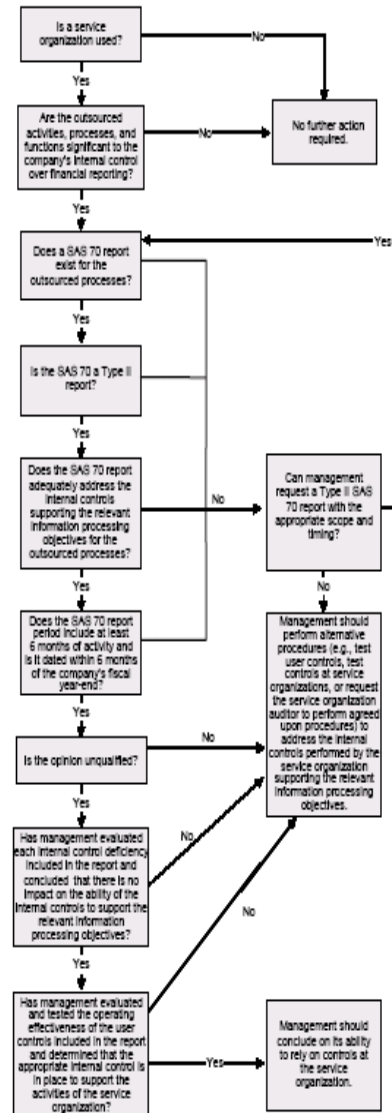 Is a service
organization used?
No
Yes
Are the outsourced
activities, processes, and
functions significant to the
company's internal control
over financial reporting?
No
No further action
required.
Yes
Does a SAS 70 report
exist for the
outsourced processes?
Yes
Yes
Is the SAS 70 a Type II
report?
Yes
Does the SAS 70 report
adequately address the
internal controls
supporting the relevant
information processing
objectives for the
outsourced processes?
No
Can management
request a Type II SAS
70 report with the
appropriate scope and
timing?
Yes
No
Does the SAS 70 report
period include at least
6 months of activity and
is it dated within 6 months
of the company's fiscal
year-end?
Management should
perform alternative
procedures (e.g., test
user controls, test
controls at service
organizations, or request
the service organization
auditor to perform agreed
upon procedures) to
address the internal
controls performed by the
service organization
supporting the relevant
information processing
objectives.
Yes
Is the opinion unqualified?
No
Yes
Has management evaluated
each internal control deficiency
included in the report and
concluded that there is no
impact on the ability of the
internal controls to support the
relevant information
processing objectives?
No
No
Yes
Has management evaluated
and tested the operating
effectiveness of the user
controls included in the report
and determined that the
appropriate internal control is
in place to support the
activities of the service
organization?
Yes
Management should
conclude on its ability
to rely on controls at
the service
organization.